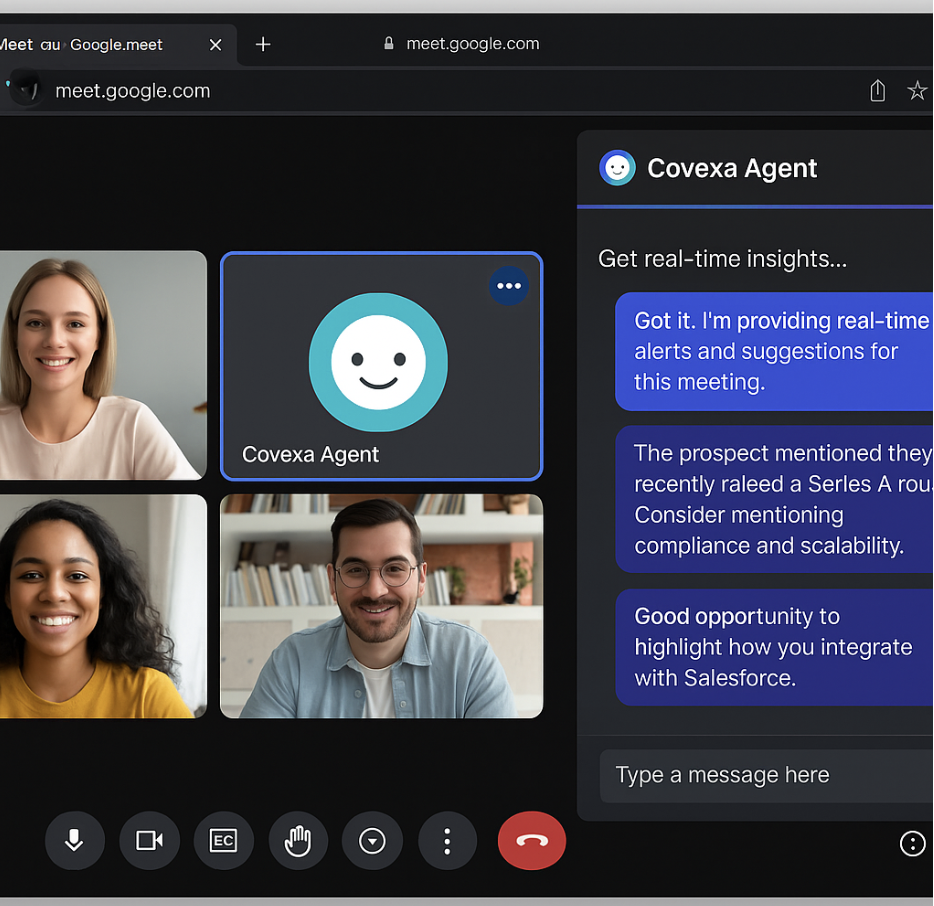 Meet cu Google.meet
meet.google.com
meet.google.com
Covexa Agent
Get real-time insights...
Got it. I'm providing real-time
alerts and suggestions for
this meeting.
The prospect mentioned they
recently raleed a Serles A rou
Consider mentioning
compliance and scalability.
Good opportunity to
highlight how you integrate
with Salesforce.
Type a message here
Covexa Agent
EC